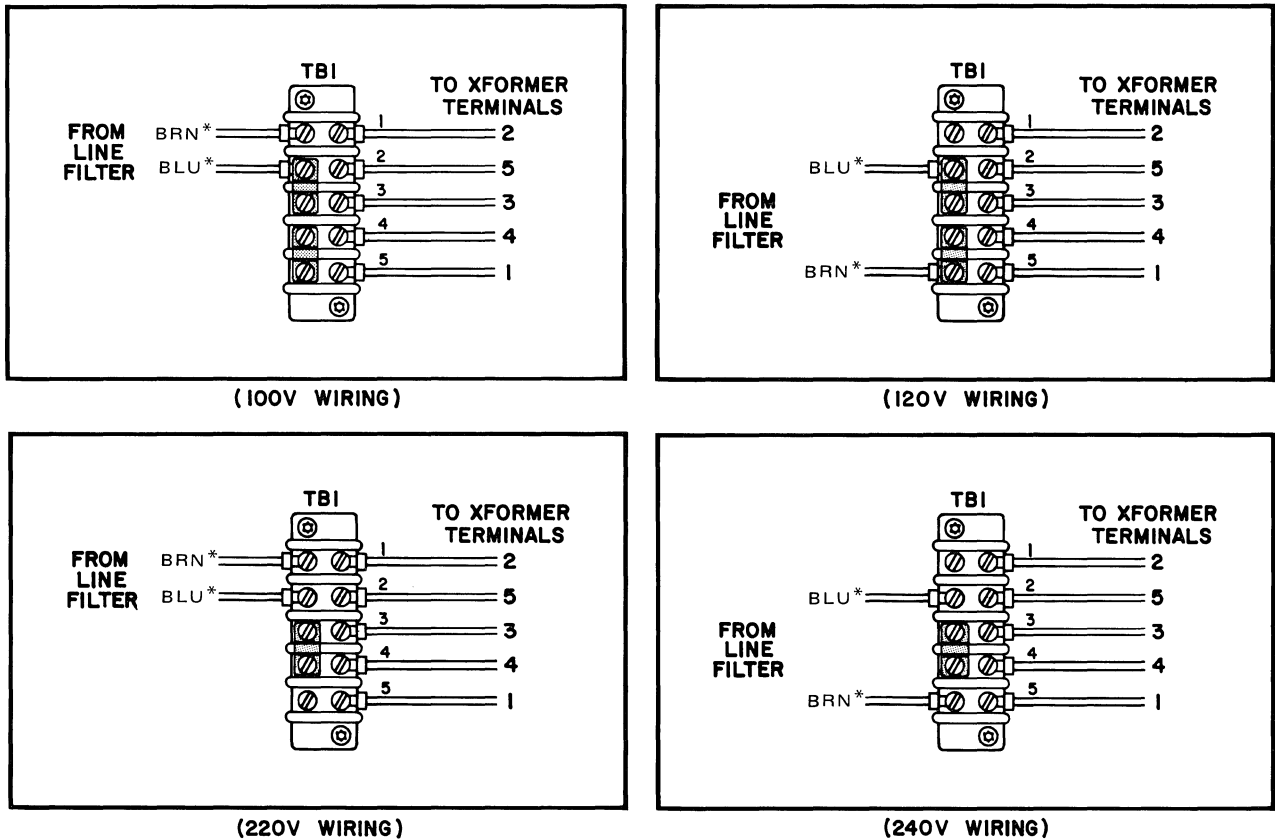 TB1
TO XFORMER
TERMINALS
FROM
LINE
FILTER
BRN*
BLU*
1
2
2
5
3
3
4
4
5
1
(100V WIRING)
TB1
TO XFORMER
TERMINALS
FROM
LINE
FILTER
BLU*
BRN*
1
2
2
5
3
3
4
4
5
1
(120V WIRING)
TB1
TO XFORMER
TERMINALS
FROM
LINE
FILTER
BRN*
BLU*
1
2
2
5
3
3
4
4
5
1
(220V WIRING)
TB1
TO XFORMER
TERMINALS
FROM
LINE
FILTER
BLU*
BRN*
1
2
2
5
3
3
4
4
5
1
(240V WIRING)